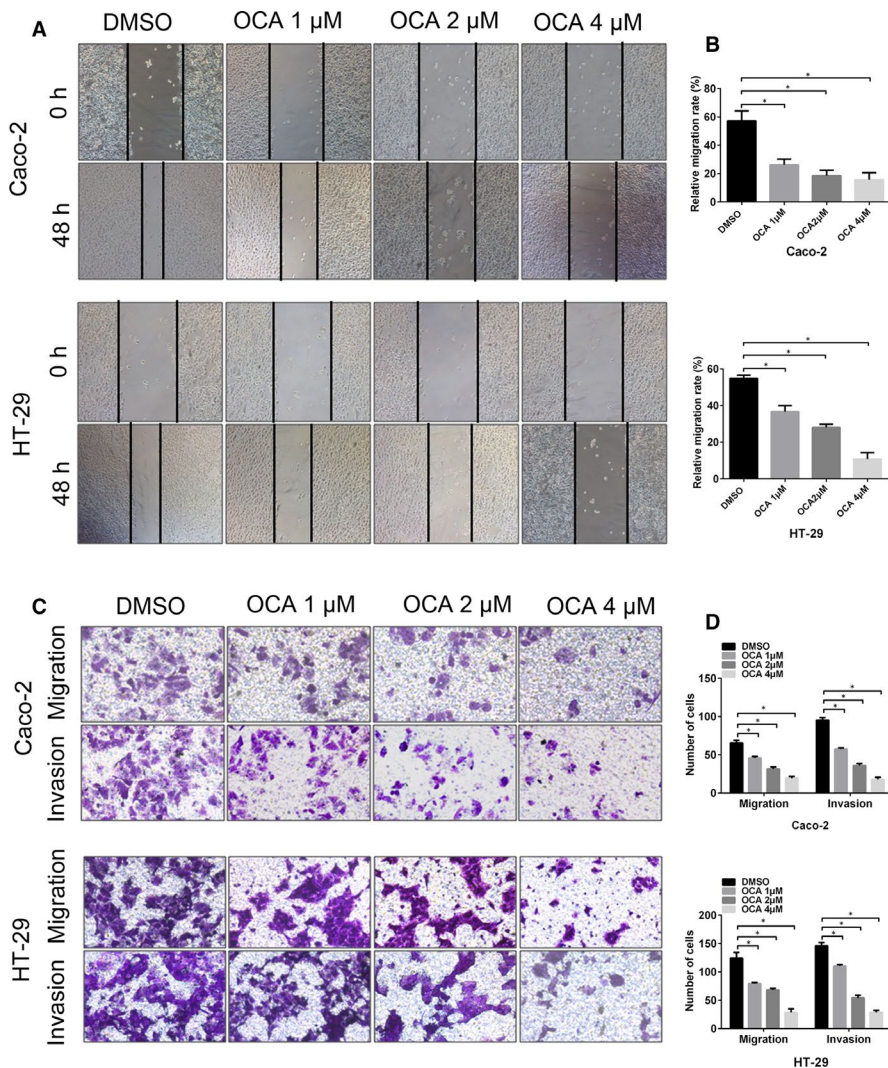 A
DMSO
OCA 1 µM
OCA 2 µM
OCA 4 µM
Caco-2
0 h
48 h
HT-29
0 h
48 h
B
Relative migration rate (%)
80
60
40
20
0
*
*
*
DMSO
OCA 1µM
OCA2µM
OCA 4µM
Caco-2
Relative migration rate (%)
60
40
20
0
*
*
*
DMSO
OCA 1µM
OCA2µM
OCA 4µM
HT-29
C
DMSO
OCA 1 µM
OCA 2 µM
OCA 4 µM
Caco-2
Migration
Invasion
HT-29
Migration
Invasion
D
DMSO
OCA 1µM
OCA 2µM
OCA 4µM
Number of cells
150
100
50
0
*
*
*
*
*
*
Migration
Invasion
Caco-2
DMSO
OCA 1µM
OCA 2µM
OCA 4µM
Number of cells
200
150
100
50
0
*
*
*
*
*
*
Migration
Invasion
HT-29